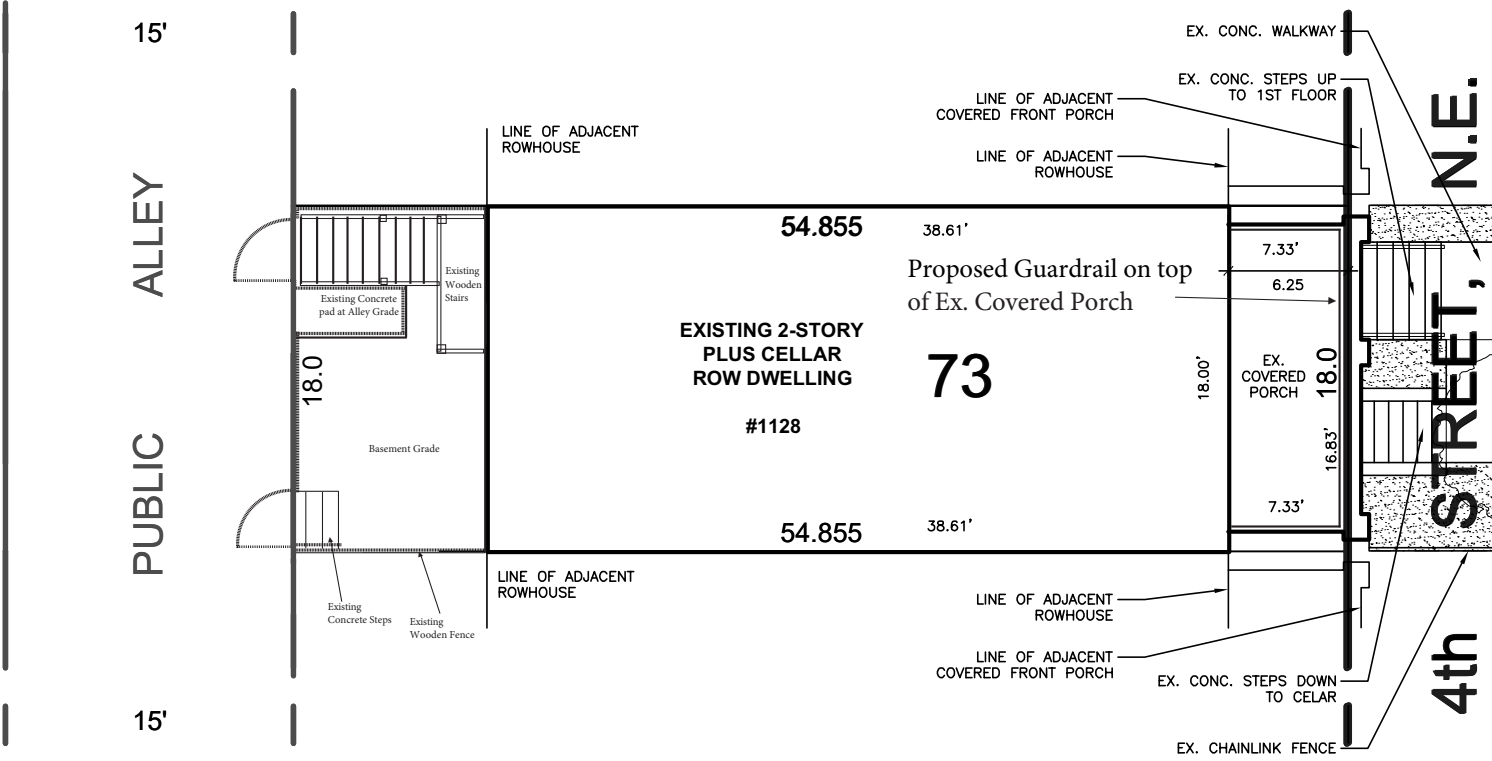 15'
PUBLIC ALLEY
15'
LINE OF ADJACENT
ROWHOUSE
LINE OF ADJACENT
COVERED FRONT PORCH
LINE OF ADJACENT
ROWHOUSE
EX. CONC. WALKWAY
EX. CONC. STEPS UP
TO 1ST FLOOR
54.855
38.61'
7.33'
6.25
Proposed Guardrail on top
of Ex. Covered Porch
Existing
Wooden
Stairs
Existing Concrete
pad at Alley Grade
18.0
Basement Grade
EXISTING 2-STORY
PLUS CELLAR
ROW DWELLING
#1128
73
18.00'
EX.
COVERED
PORCH
18.0
16.83'
7.33'
54.855
38.61'
4th STREET, N.E.
LINE OF ADJACENT
ROWHOUSE
Existing
Concrete Steps
Existing
Wooden Fence
LINE OF ADJACENT
ROWHOUSE
LINE OF ADJACENT
COVERED FRONT PORCH
EX. CONC. STEPS DOWN
TO CELAR
EX. CHAINLINK FENCE